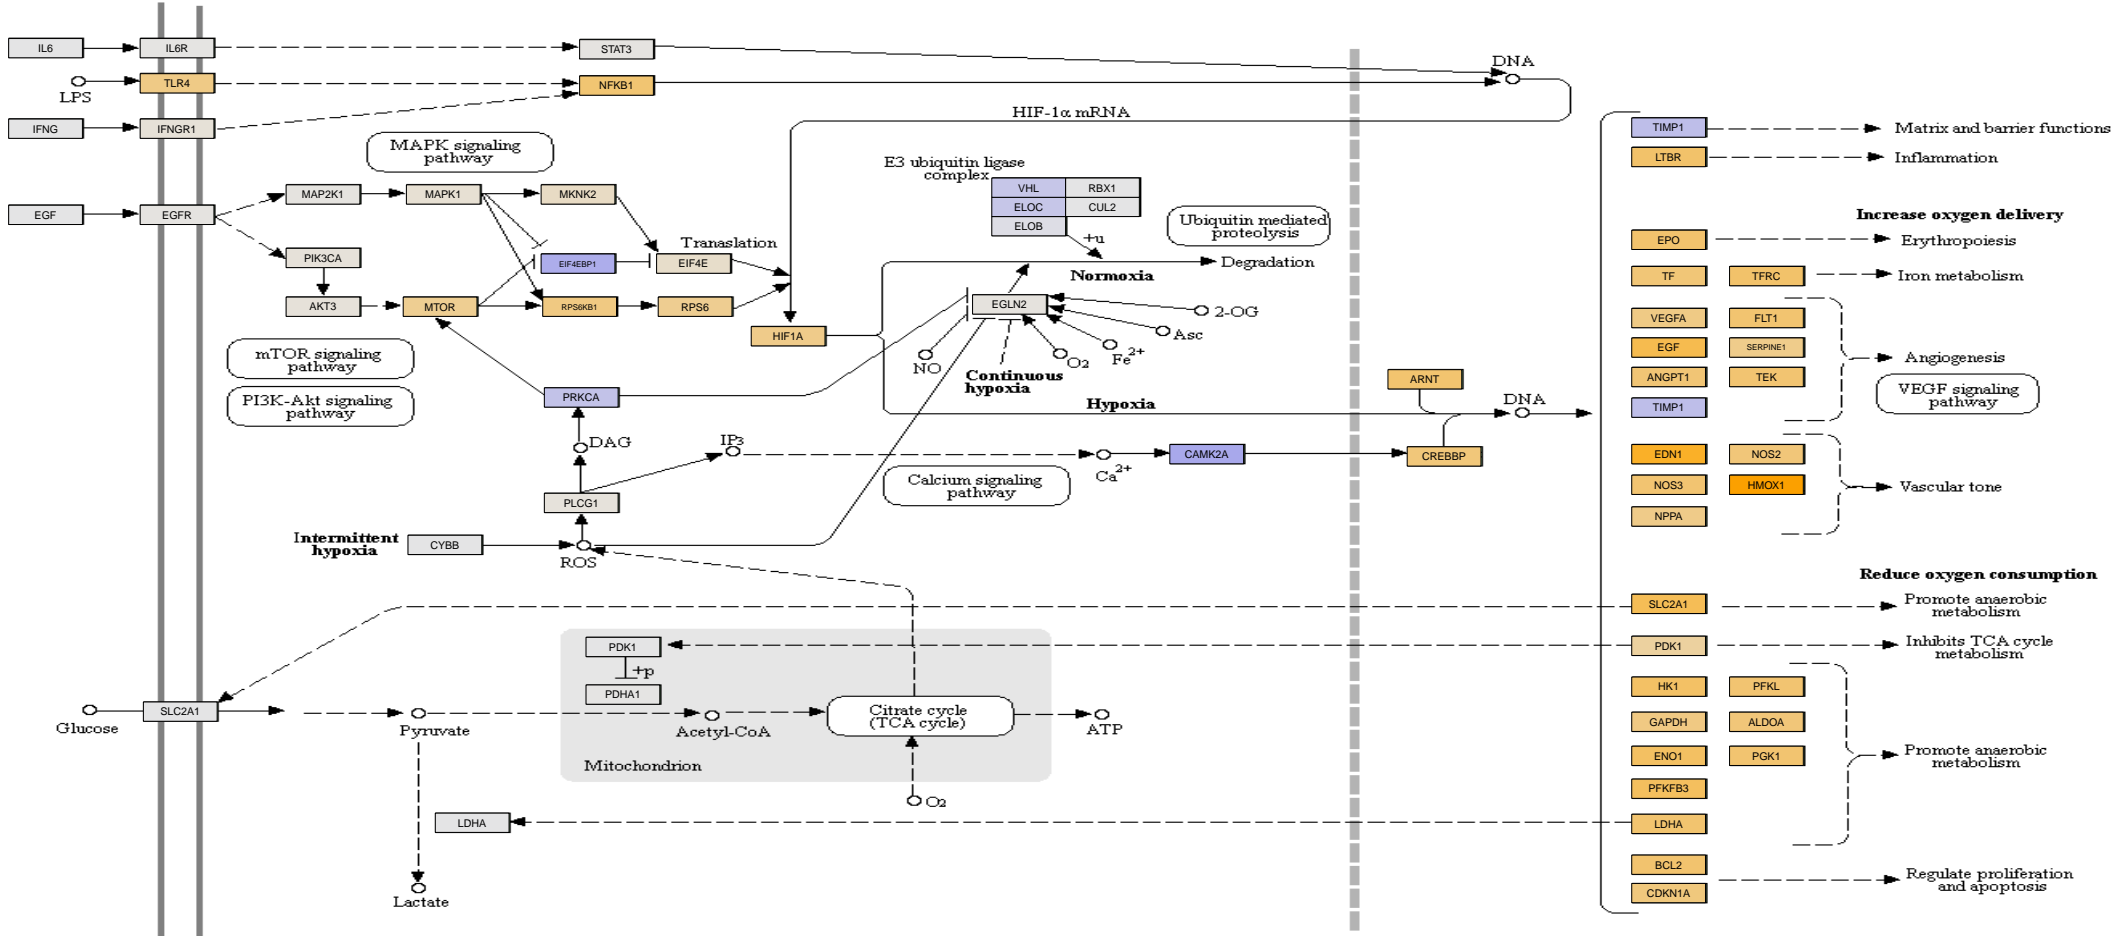 IL6
IL6R
STAT3
DNA
LPS
TLR4
NFKB1
IFNG
IFNGR1
HIF-1α mRNA
MAPK signaling
pathway
E3 ubiquitin ligase
complex
VHL
RBX1
ELOC
CUL2
ELOB
+u
Ubiquitin mediated
proteolysis
Degradation
Normoxia
EGF
EGFR
MAP2K1
MAPK1
MKNK2
PIK3CA
EIF4EBP1
EIF4E
Tranaslation
AKT3
MTOR
RPS6KB1
RPS6
HIF1A
EGLN2
2-OG
Asc
Fe2+
O2
NO
Continuous
hypoxia
mTOR signaling
pathway
PI3K-Akt signaling
pathway
PRKCA
Hypoxia
ARNT
DNA
DAG
IP3
Ca2+
CAMK2A
CREBBP
Calcium signaling
pathway
PLCG1
Intermittent
hypoxia
CYBB
ROS
PDK1
+p
PDHA1
Glucose
SLC2A1
Pyruvate
Acetyl-CoA
Citrate cycle
(TCA cycle)
ATP
Mitochondrion
O2
LDHA
Lactate
TIMP1
Matrix and barrier functions
LTBR
Inflammation
Increase oxygen delivery
EPO
Erythropoiesis
TF
TFRC
Iron metabolism
VEGFA
FLT1
EGF
SERPINE1
Angiogenesis
ANGPT1
TEK
VEGF signaling
pathway
TIMP1
EDN1
NOS2
NOS3
HMOX1
Vascular tone
NPPA
Reduce oxygen consumption
SLC2A1
Promote anaerobic
metabolism
PDK1
Inhibits TCA cycle
metabolism
HK1
PFKL
GAPDH
ALDOA
ENO1
PGK1
Promote anaerobic
metabolism
PFKFB3
LDHA
BCL2
CDKN1A
Regulate proliferation
and apoptosis